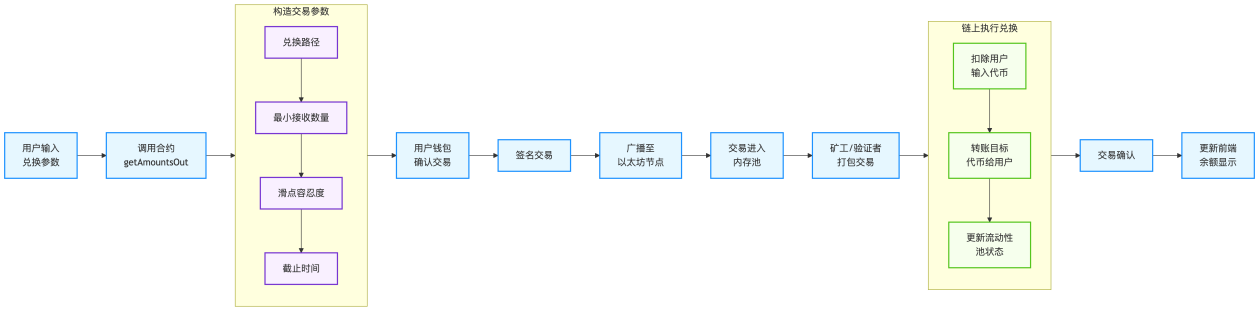 用户输入
兑换参数
调用合约
getAmountsOut
构造交易参数
兑换路径
最小接收数量
滑点容忍度
截止时间
用户钱包
确认交易
签名交易
广播至
以太坊节点
交易进入
内存池
矿工/验证者
打包交易
链上执行兑换
扣除用户
输入代币
转账目标
代币给用户
更新流动性
池状态
交易确认
更新前端
余额显示